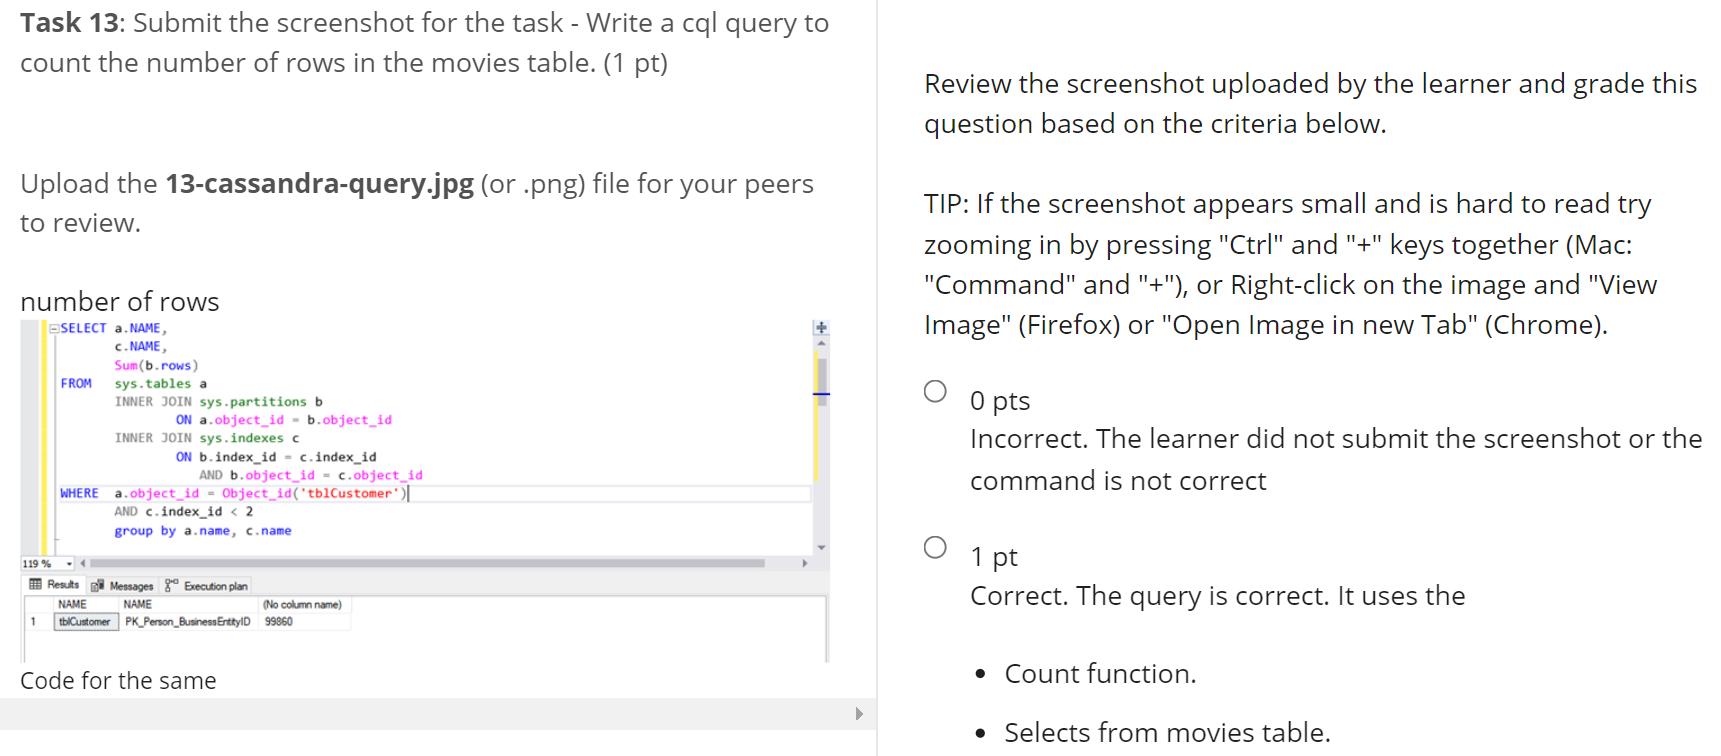 Task 13: Submit the screenshot for the task - Write a cql query to
count the number of rows in the movies table. (1 pt)
Upload the 13-cassandra-query.jpg (or .png) file for your peers
to review.
number of rows
SELECT a.NAME,
c.NAME,
Sum(b.rows)
FROM sys.tables a
INNER JOIN sys.partitions b
ON a.object_id = b.object_id
INNER JOIN sys.indexes c
ON b.index_id = c.index_id
AND b.object_id = c.object_id
WHERE a.object_id = Object_id('tblCustomer')
AND c.index_id < 2
group by a.name, c.name
119 %
Results Messages Execution plan
NAME NAME (No column name)
1 tblCustomer PK_Person_BusinessEntityID 99860
Code for the same
Review the screenshot uploaded by the learner and grade this
question based on the criteria below.
TIP: If the screenshot appears small and is hard to read try
zooming in by pressing "Ctrl" and "+" keys together (Mac:
"Command" and "+"), or Right-click on the image and "View
Image" (Firefox) or "Open Image in new Tab" (Chrome).
0 pts
Incorrect. The learner did not submit the screenshot or the
command is not correct
1 pt
Correct. The query is correct. It uses the
• Count function.
• Selects from movies table.